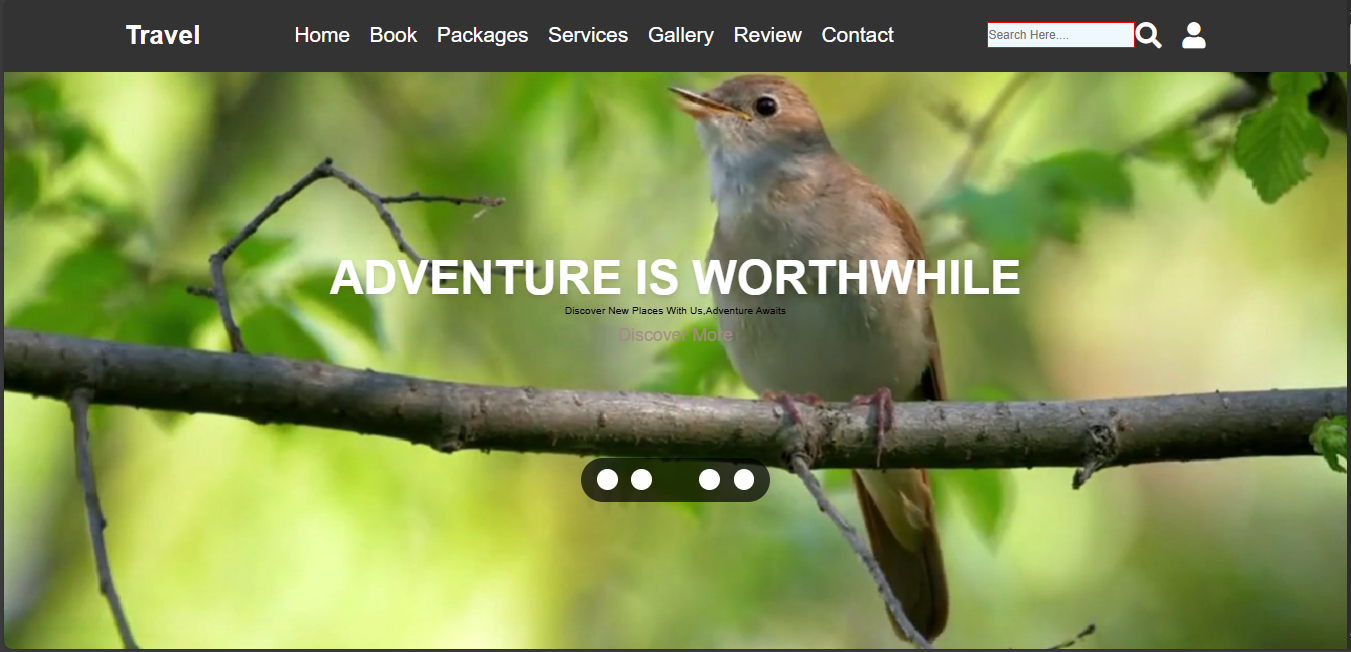 Travel Home Book Packages Services Gallery Review Contact Search Here....
ADVENTURE IS WORTHWHILE
Discover New Places With Us,Adventure Awaits
Discover More